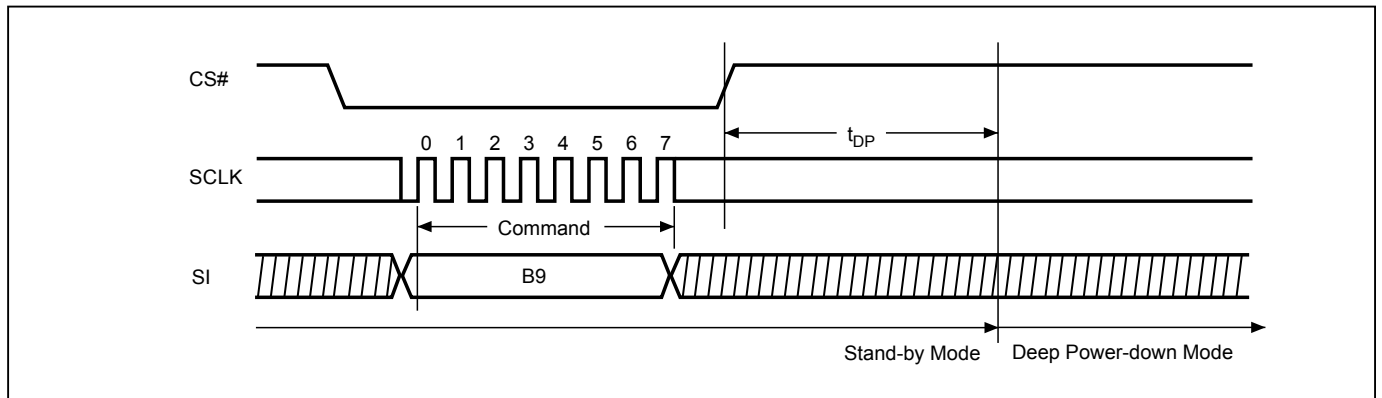 CS#
t_DP
0 1 2 3 4 5 6 7
SCLK
Command
SI
B9
Stand-by Mode
Deep Power-down Mode